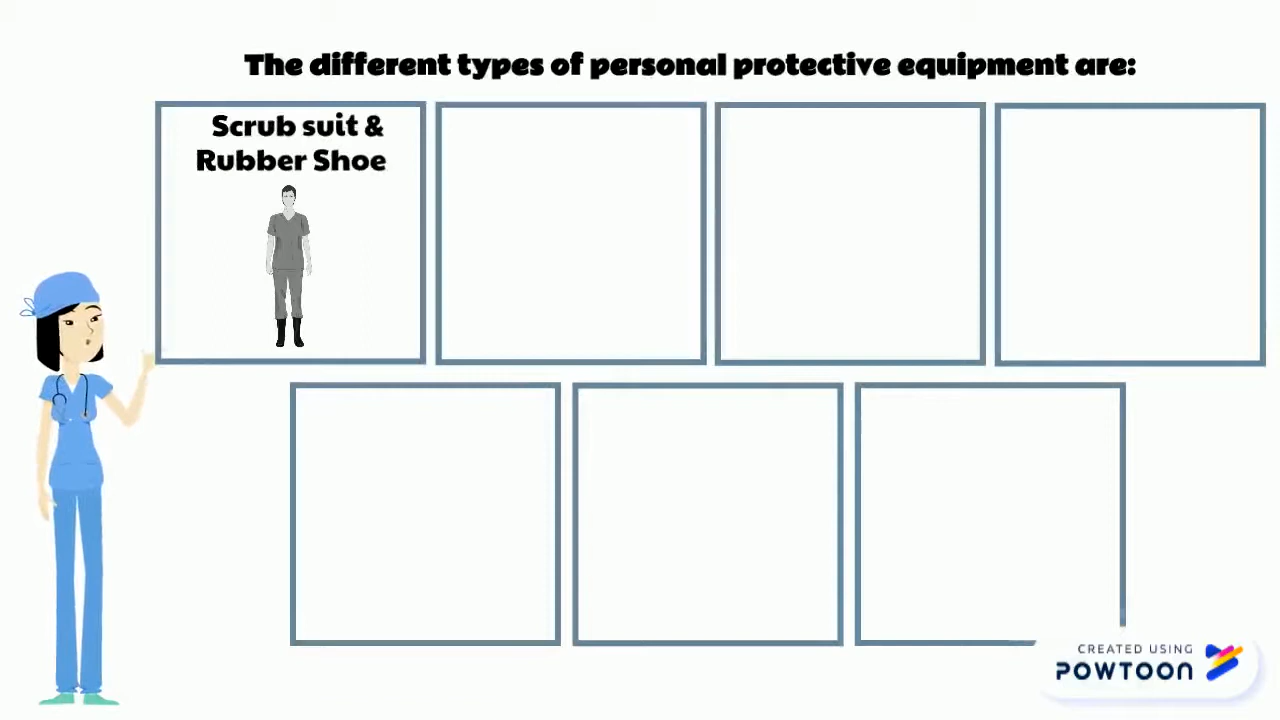 The different types of personal protective equipment are:
Scrub suit &
Rubber Shoe
CREATED USING
POWTOON